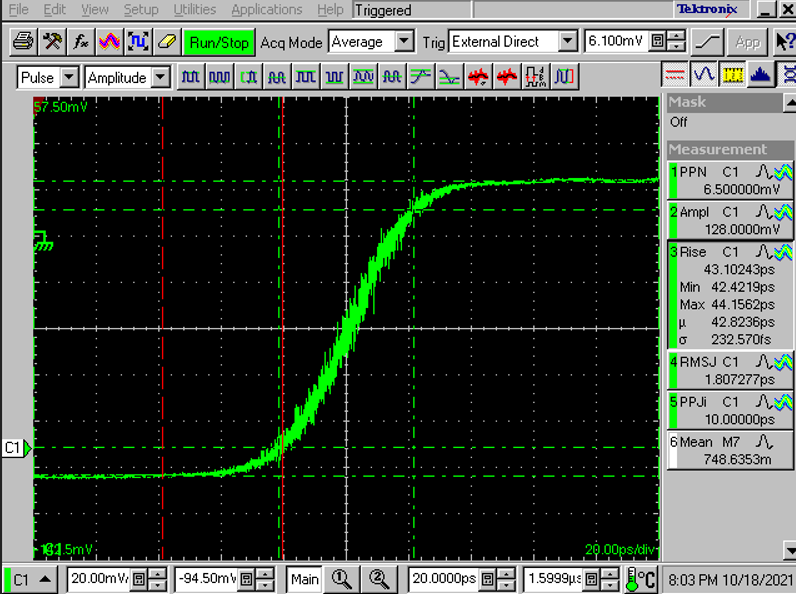 File Edit View Setup Utilities Applications Help Triggered Tektronix
Run/Stop Acq Mode Average Trig External Direct 6.100mV App
Pulse Amplitude
57.50mV
Mask
Off
Measurement
1 PPN C1
6.500000mV
2 Ampl C1
128.0000mV
3 Rise C1
43.10243ps
Min 42.4219ps
Max 44.1562ps
µ 42.8236ps
σ 232.570fs
4 RMSJ C1
1.807277ps
5 PPJi C1
10.00000ps
6 Mean M7
748.6353m
C1
20.00ps/div
C1 20.00mV/ -94.50mV Main 1 2 20.0000ps 1.5999µs °C 8:03 PM 10/18/2021